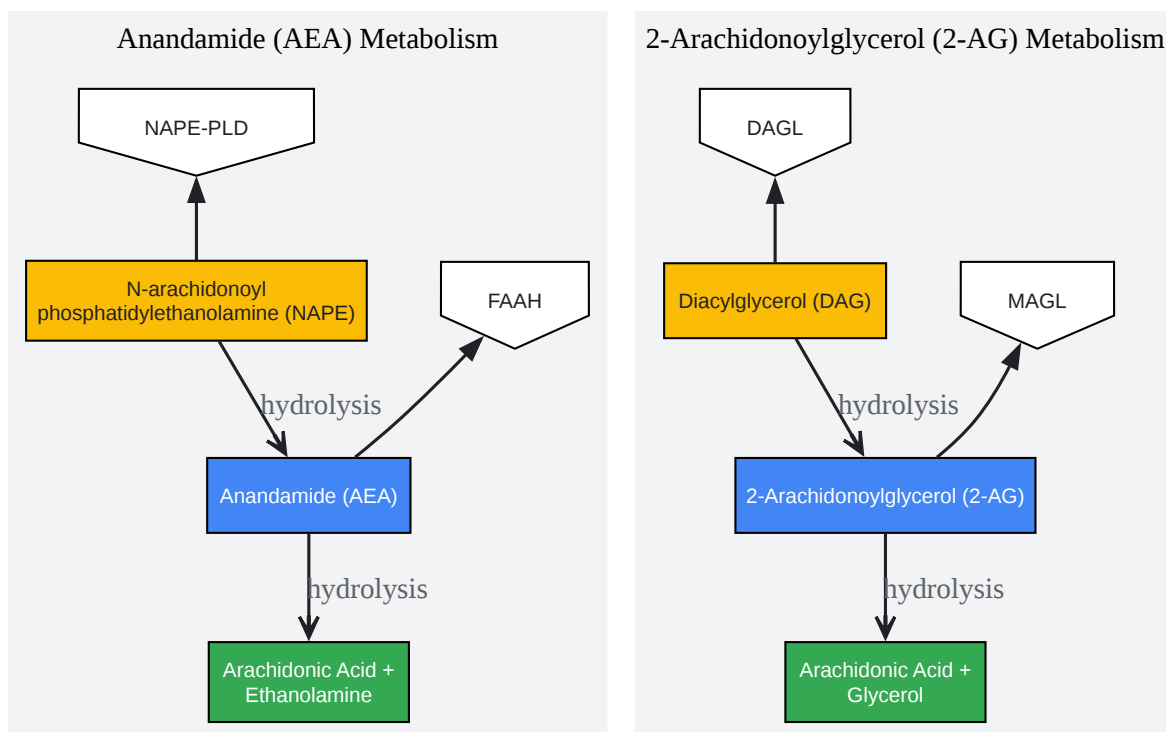 Anandamide (AEA) Metabolism
NAPE-PLD
N-arachidonoyl
phosphatidylethanolamine (NAPE)
FAAH
hydrolysis
Anandamide (AEA)
hydrolysis
Arachidonic Acid +
Ethanolamine
2-Arachidonoylglycerol (2-AG) Metabolism
DAGL
Diacylglycerol (DAG)
MAGL
hydrolysis
2-Arachidonoylglycerol (2-AG)
hydrolysis
Arachidonic Acid +
Glycerol